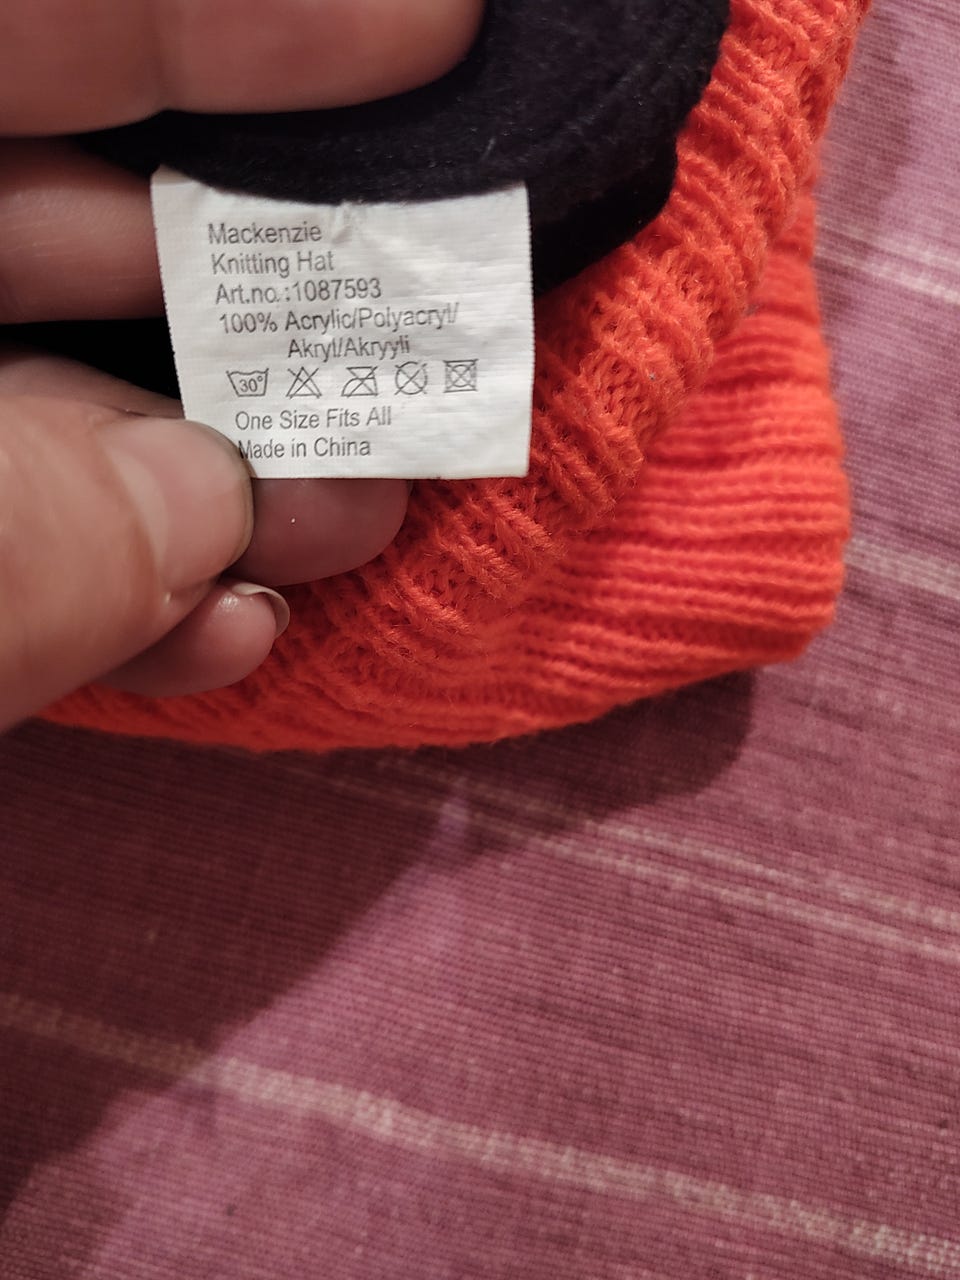 Mackenzie
Knitting Hat
Art.no.:1087593
100% Acrylic/Polyacryl/
Akryl/Akryyli
30°
One Size Fits All
Made in China